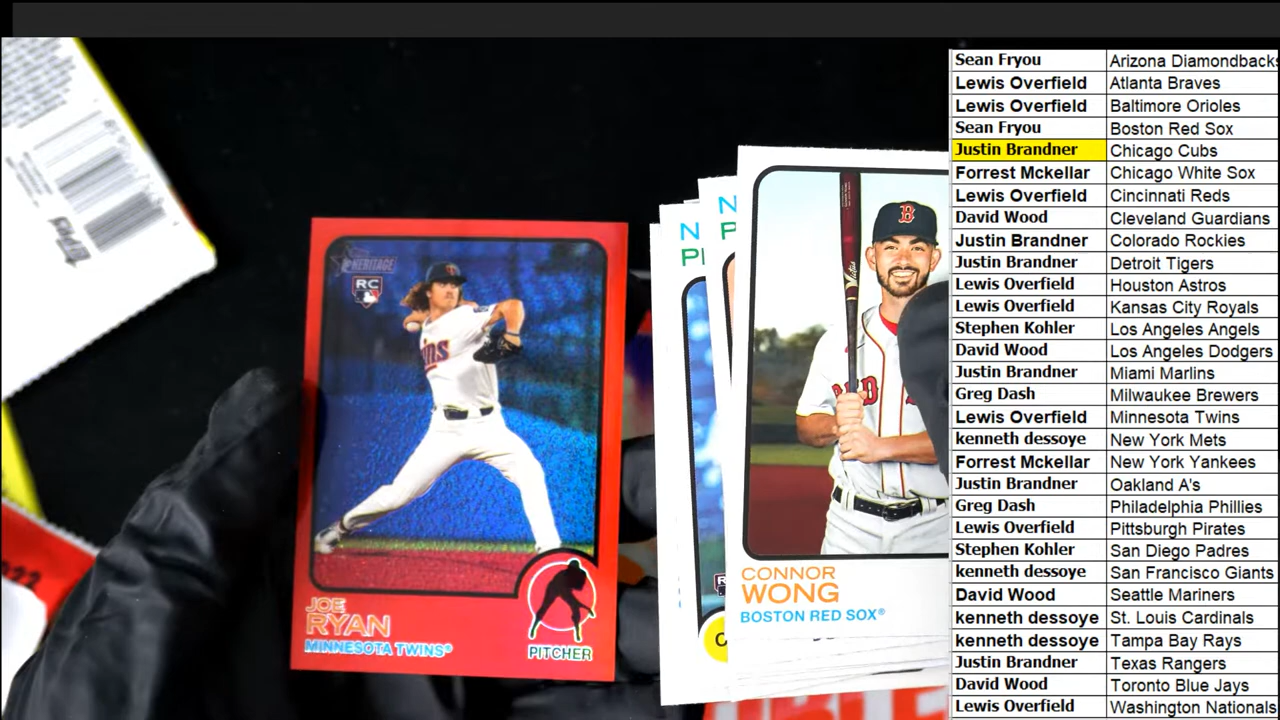 HERITAGE
RC
JOE
RYAN
MINNESOTA TWINS®
PITCHER
N
P
N
P
C
B
CONNOR
WONG
BOSTON RED SOX®
Sean Fryou Arizona Diamondbacks
Lewis Overfield Atlanta Braves
Lewis Overfield Baltimore Orioles
Sean Fryou Boston Red Sox
Justin Brandner Chicago Cubs
Forrest Mckellar Chicago White Sox
Lewis Overfield Cincinnati Reds
David Wood Cleveland Guardians
Justin Brandner Colorado Rockies
Justin Brandner Detroit Tigers
Lewis Overfield Houston Astros
Lewis Overfield Kansas City Royals
Stephen Kohler Los Angeles Angels
David Wood Los Angeles Dodgers
Justin Brandner Miami Marlins
Greg Dash Milwaukee Brewers
Lewis Overfield Minnesota Twins
kenneth dessoye New York Mets
Forrest Mckellar New York Yankees
Justin Brandner Oakland A's
Greg Dash Philadelphia Phillies
Lewis Overfield Pittsburgh Pirates
Stephen Kohler San Diego Padres
kenneth dessoye San Francisco Giants
David Wood Seattle Mariners
kenneth dessoye St. Louis Cardinals
kenneth dessoye Tampa Bay Rays
Justin Brandner Texas Rangers
David Wood Toronto Blue Jays
Lewis Overfield Washington Nationals